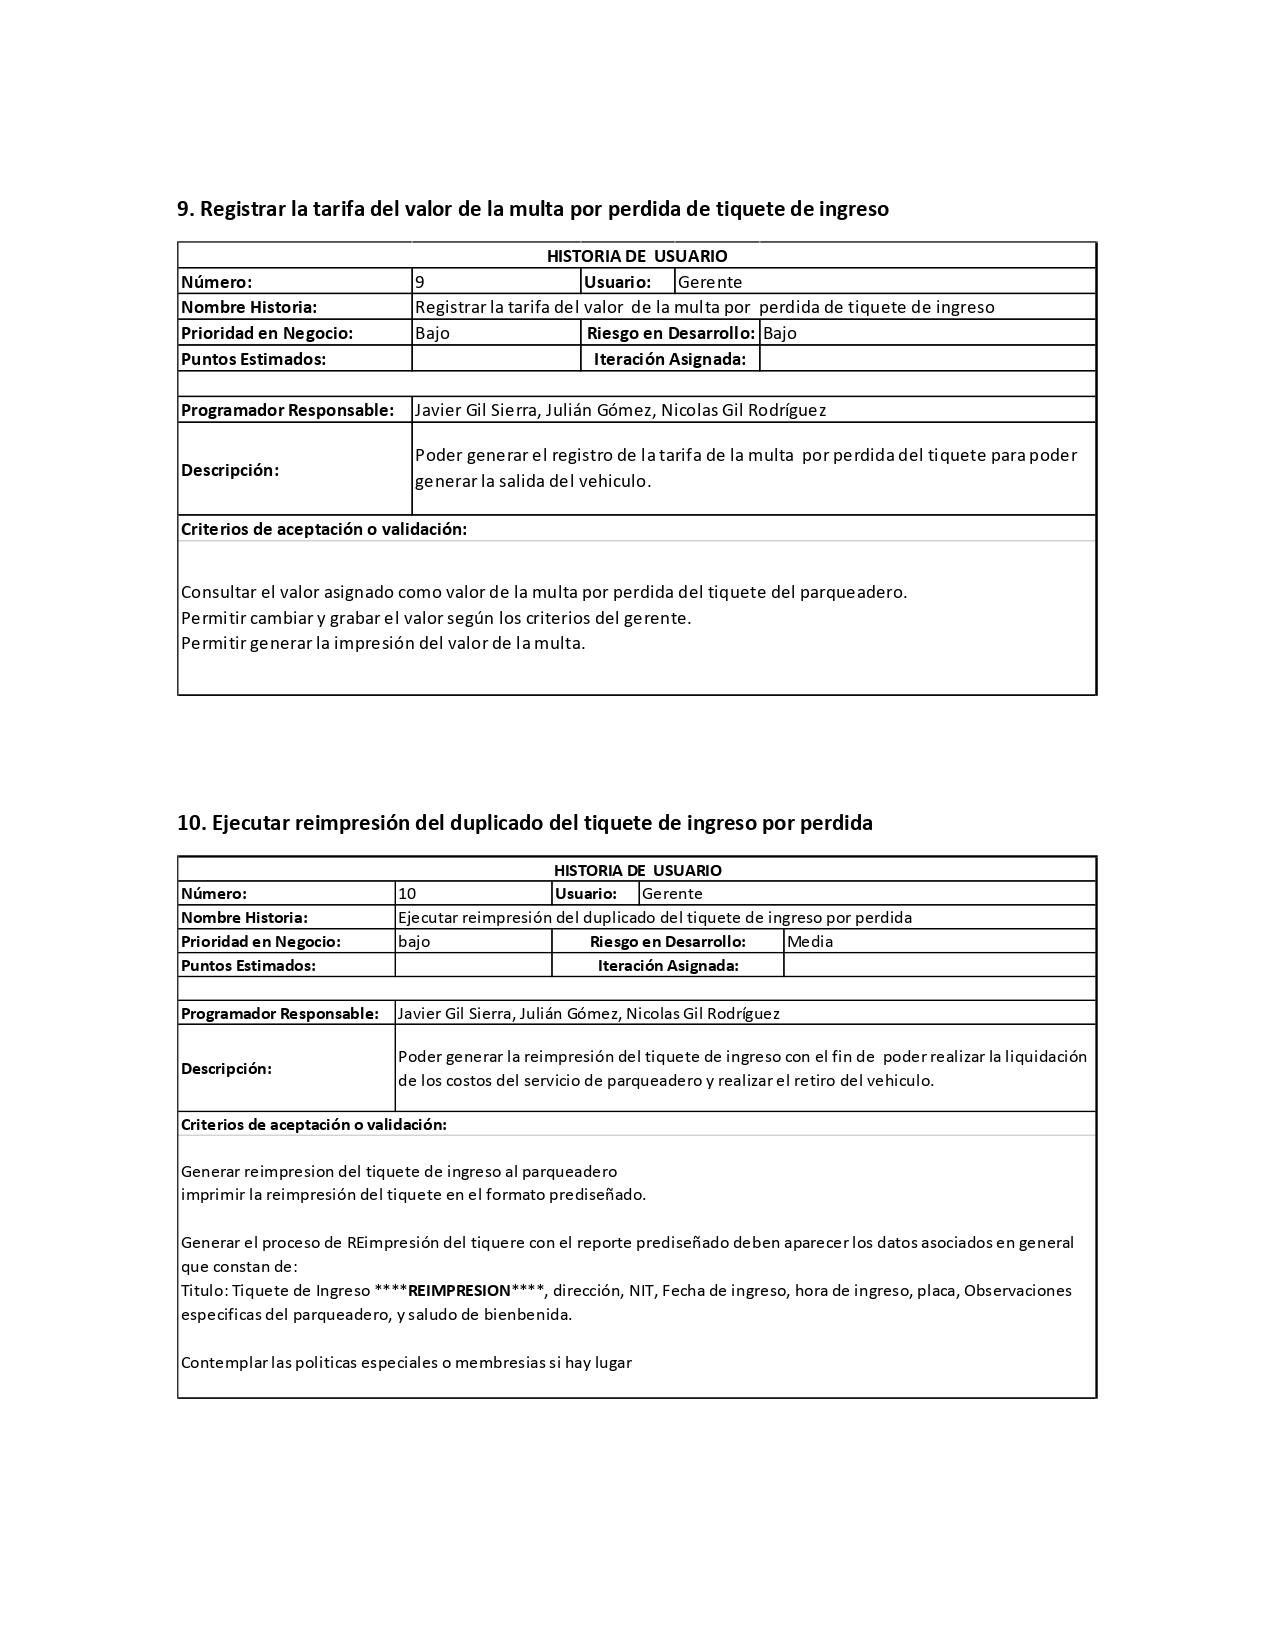 9. Registrar la tarifa del valor de la multa por perdida de tiquete de ingreso
HISTORIA DE USUARIO
Número: 9 Usuario: Gerente
Nombre Historia: Registrar la tarifa del valor de la multa por perdida de tiquete de ingreso
Prioridad en Negocio: Bajo Riesgo en Desarrollo: Bajo
Puntos Estimados: Iteración Asignada:
Programador Responsable: Javier Gil Sierra, Julián Gómez, Nicolas Gil Rodríguez
Descripción: Poder generar el registro de la tarifa de la multa por perdida del tiquete para poder
generar la salida del vehiculo.
Criterios de aceptación o validación:
Consultar el valor asignado como valor de la multa por perdida del tiquete del parqueadero.
Permitir cambiar y grabar el valor según los criterios del gerente.
Permitir generar la impresión del valor de la multa.
10. Ejecutar reimpresión del duplicado del tiquete de ingreso por perdida
HISTORIA DE USUARIO
Número: 10 Usuario: Gerente
Nombre Historia: Ejecutar reimpresión del duplicado del tiquete de ingreso por perdida
Prioridad en Negocio: bajo Riesgo en Desarrollo: Media
Puntos Estimados: Iteración Asignada:
Programador Responsable: Javier Gil Sierra, Julián Gómez, Nicolas Gil Rodríguez
Descripción: Poder generar la reimpresión del tiquete de ingreso con el fin de poder realizar la liquidación
de los costos del servicio de parqueadero y realizar el retiro del vehiculo.
Criterios de aceptación o validación:
Generar reimpresion del tiquete de ingreso al parqueadero
imprimir la reimpresión del tiquete en el formato prediseñado.
Generar el proceso de REimpresión del tiquere con el reporte prediseñado deben aparecer los datos asociados en general
que constan de:
Titulo: Tiquete de Ingreso ****REIMPRESION****, dirección, NIT, Fecha de ingreso, hora de ingreso, placa, Observaciones
especificas del parqueadero, y saludo de bienbenida.
Contemplar las politicas especiales o membresias si hay lugar